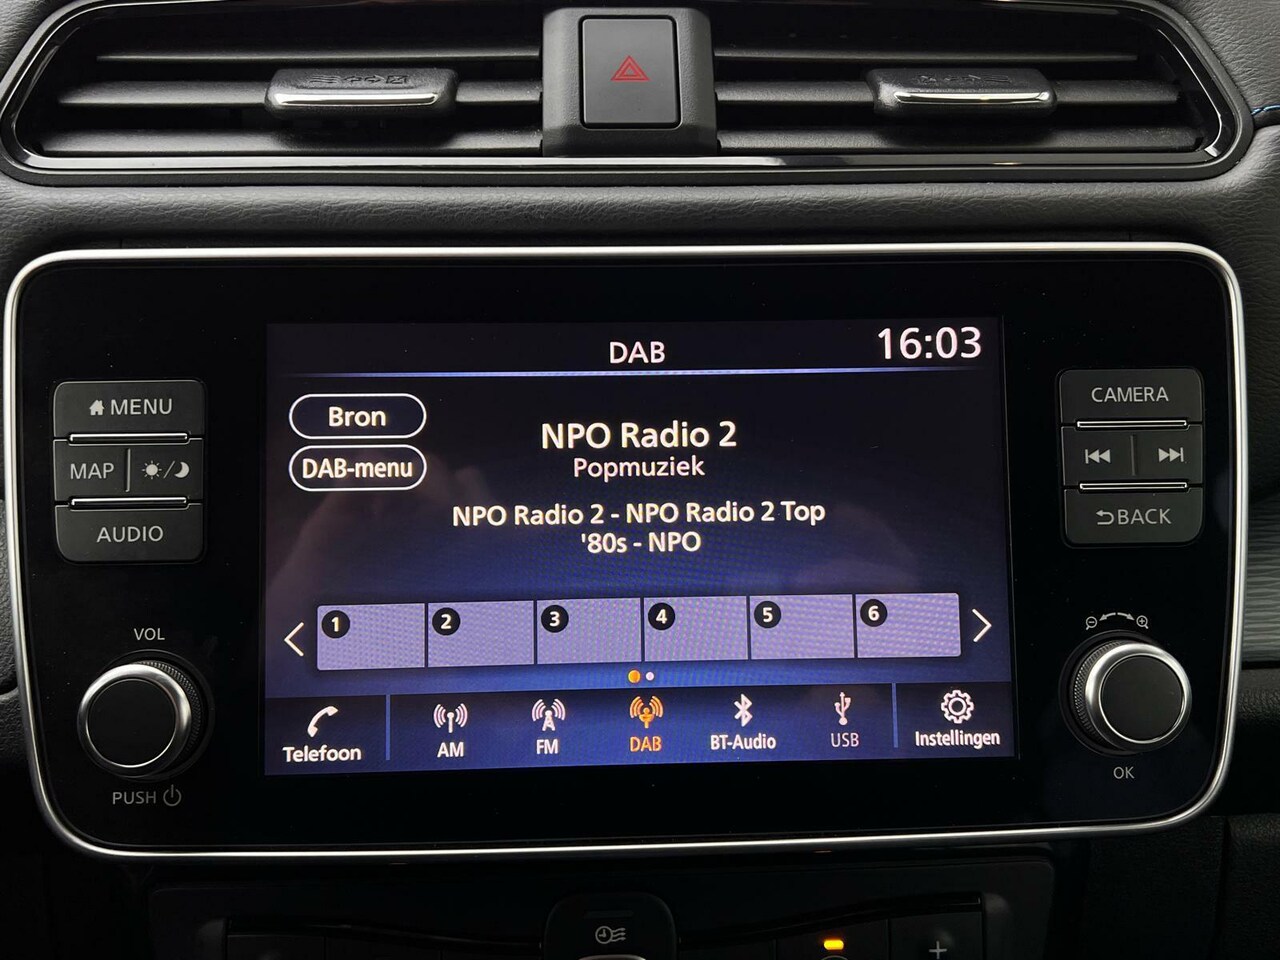 DAB
16:03
MENU
MAP
AUDIO
VOL
PUSH
Bron
DAB-menu
NPO Radio 2
Popmuziek
NPO Radio 2 - NPO Radio 2 Top
'80s - NPO
1 2 3 4 5 6
Telefoon
AM
FM
DAB
BT-Audio
USB
Instellingen
CAMERA
BACK
OK